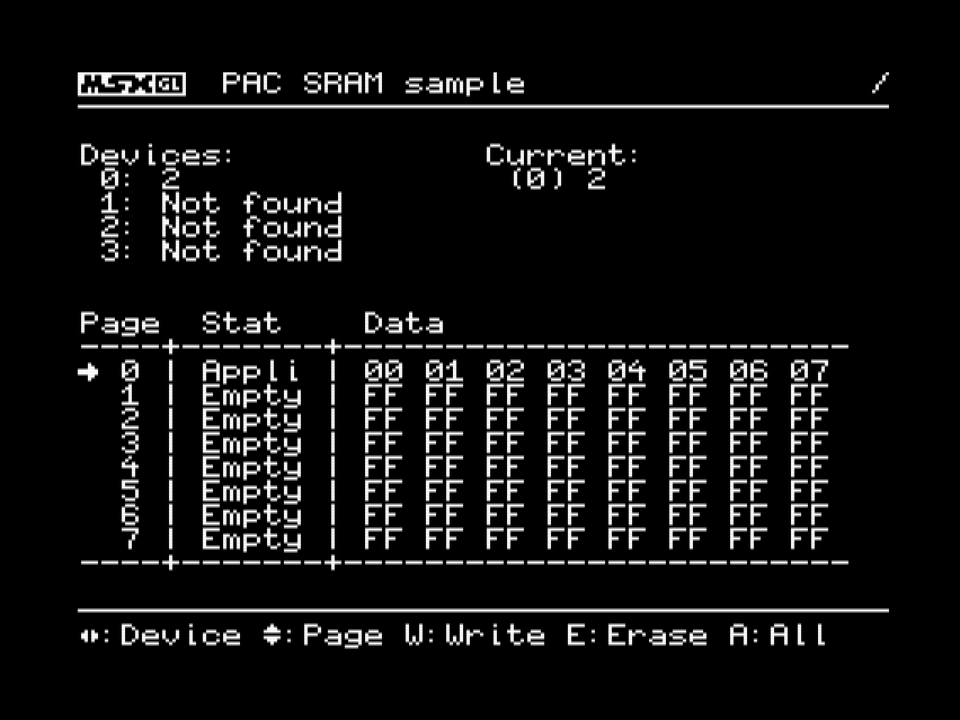 MSXGL PAC SRAM sample /
Devices: Current:
0: 2 (0) 2
1: Not found
2: Not found
3: Not found
Page Stat Data
----+-------+-------------------------
→ 0 | Appli | 00 01 02 03 04 05 06 07
1 | Empty | FF FF FF FF FF FF FF FF
2 | Empty | FF FF FF FF FF FF FF FF
3 | Empty | FF FF FF FF FF FF FF FF
4 | Empty | FF FF FF FF FF FF FF FF
5 | Empty | FF FF FF FF FF FF FF FF
6 | Empty | FF FF FF FF FF FF FF FF
7 | Empty | FF FF FF FF FF FF FF FF
----+-------+-------------------------
◂▸:Device ▴▾:Page W:Write E:Erase A:All